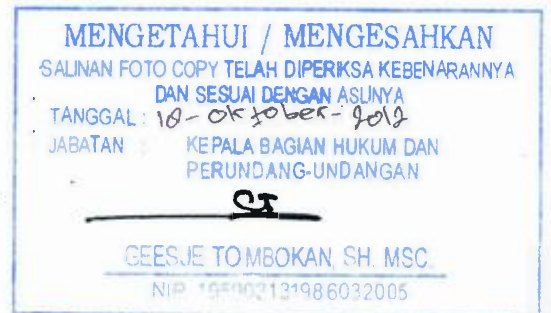 MENGETAHUI / MENGESAHKAN
SALINAN FOTO COPY TELAH DIPERIKSA KEBENARANNYA
DAN SESUAI DENGAN ASLINYA
TANGGAL : 18-Oktober-2012
JABATAN : KEPALA BAGIAN HUKUM DAN
PERUNDANG-UNDANGAN
GEESJE TOMBOKAN, SH. MSC.
NIP.